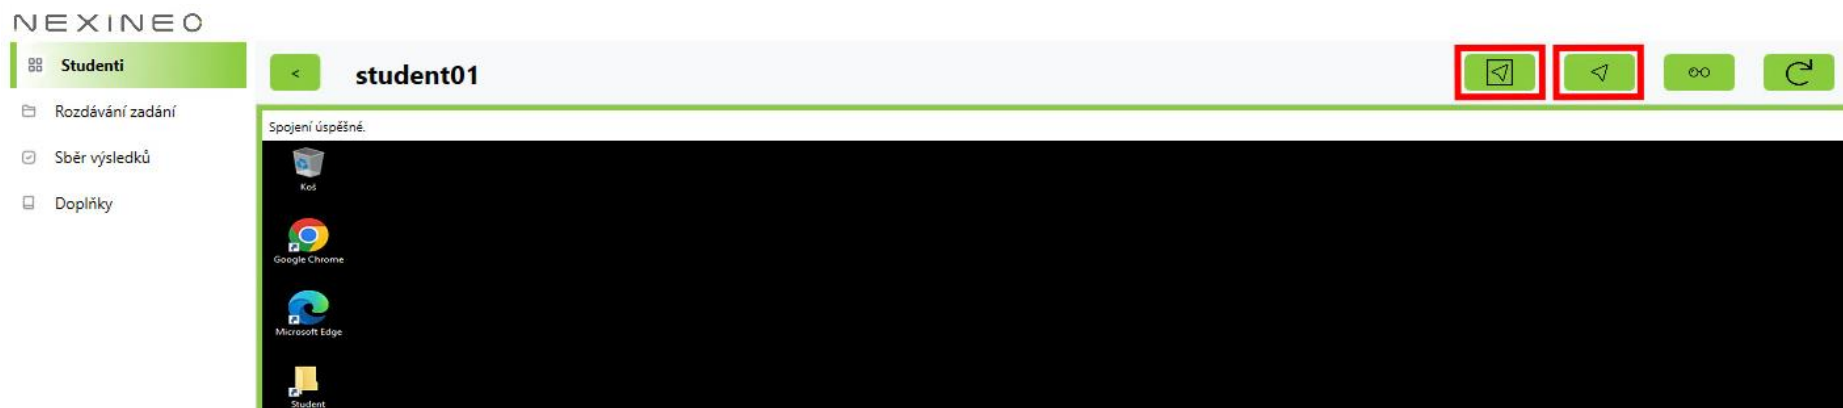 NEXINEO
Studenti
Rozdávání zadání
Sběr výsledků
Doplňky
<
student01
Spojení úspěšné.
Koš
Google Chrome
Microsoft Edge
Student